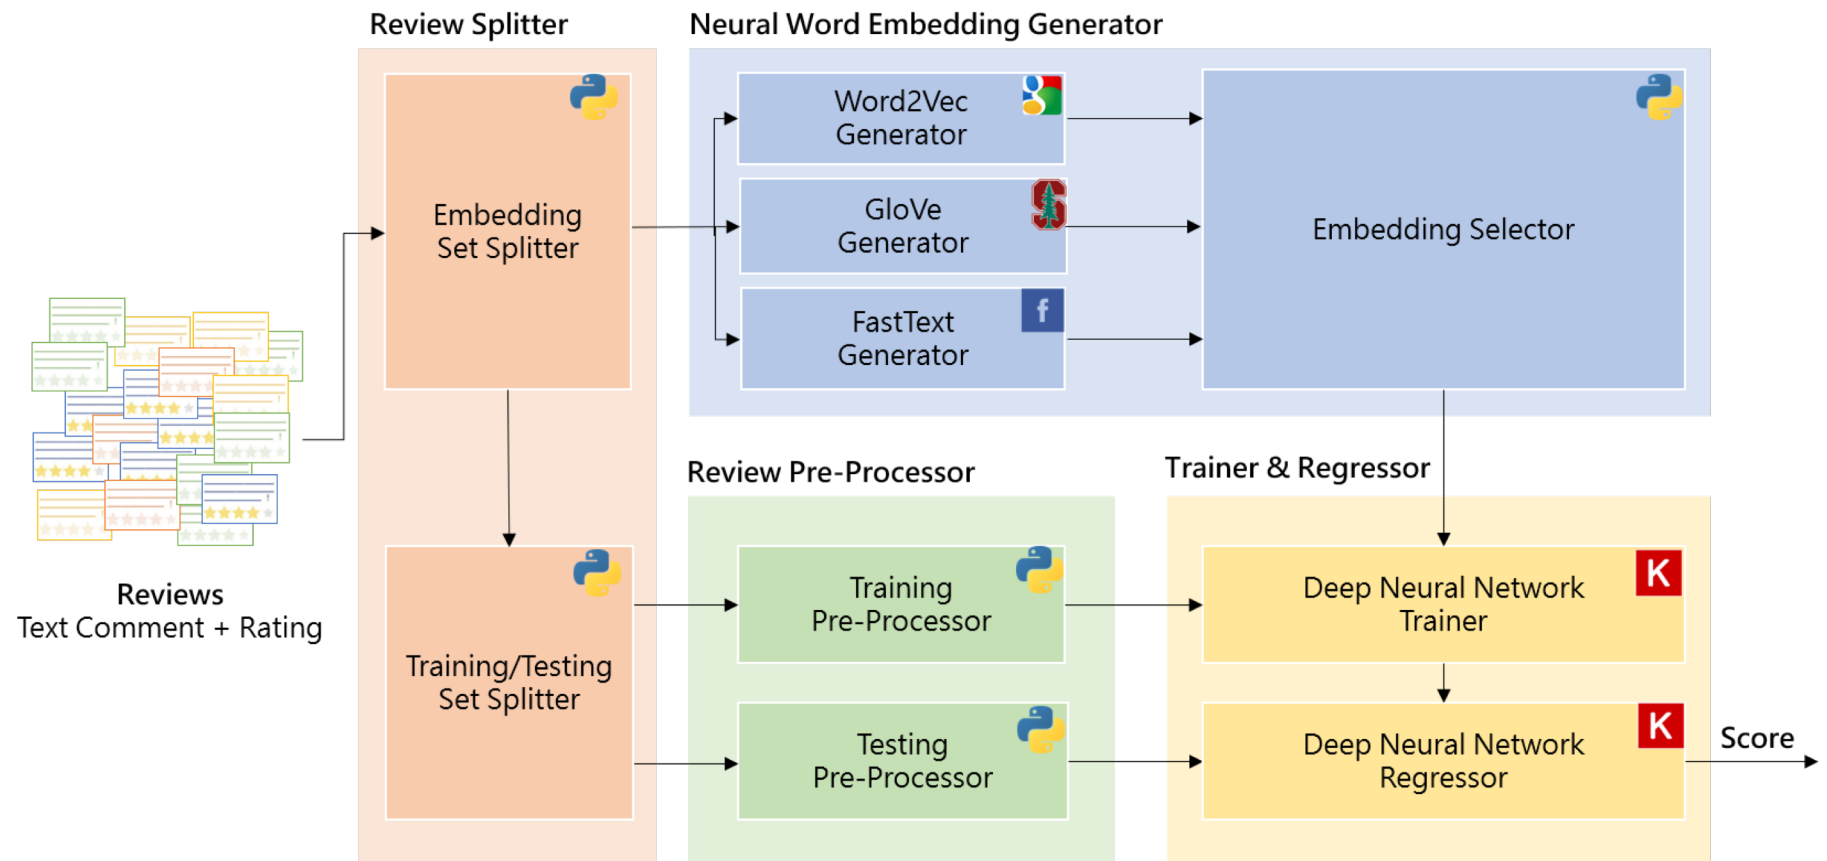 Review Splitter
Neural Word Embedding Generator
Embedding
Set Splitter
Word2Vec
Generator
GloVe
Generator
FastText
Generator
f
Embedding Selector
Reviews
Text Comment + Rating
Training/Testing
Set Splitter
Review Pre-Processor
Training
Pre-Processor
Testing
Pre-Processor
Trainer & Regressor
Deep Neural Network
Trainer
K
Deep Neural Network
Regressor
K
Score